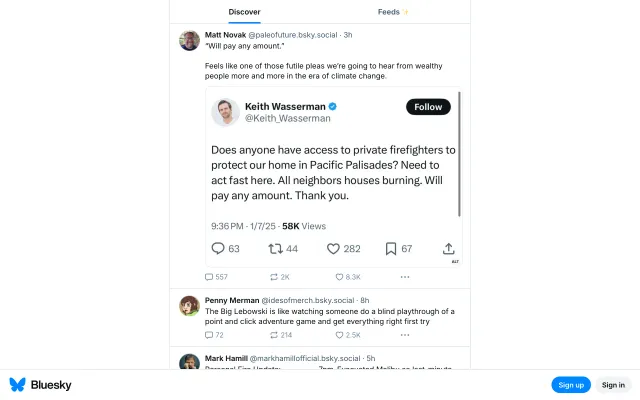 Discover
Feeds ✨
Matt Novak @paleofuture.bsky.social · 3h
“Will pay any amount.”
Feels like one of those futile pleas we're going to hear from wealthy
people more and more in the era of climate change.
Keith Wasserman
@Keith_Wasserman
Follow
Does anyone have access to private firefighters to
protect our home in Pacific Palisades? Need to
act fast here. All neighbors houses burning. Will
pay any amount. Thank you.
9:36 PM · 1/7/25 · 58K Views
63 44 282 67
ALT
557 2K 8.3K ...
Penny Merman @idesofmerch.bsky.social · 8h
The Big Lebowski is like watching someone do a blind playthrough of a
point and click adventure game and get everything right first try
72 214 2.5K ...
Mark Hamill @markhamillofficial.bsky.social · 5h
Bluesky
Sign up
Sign in